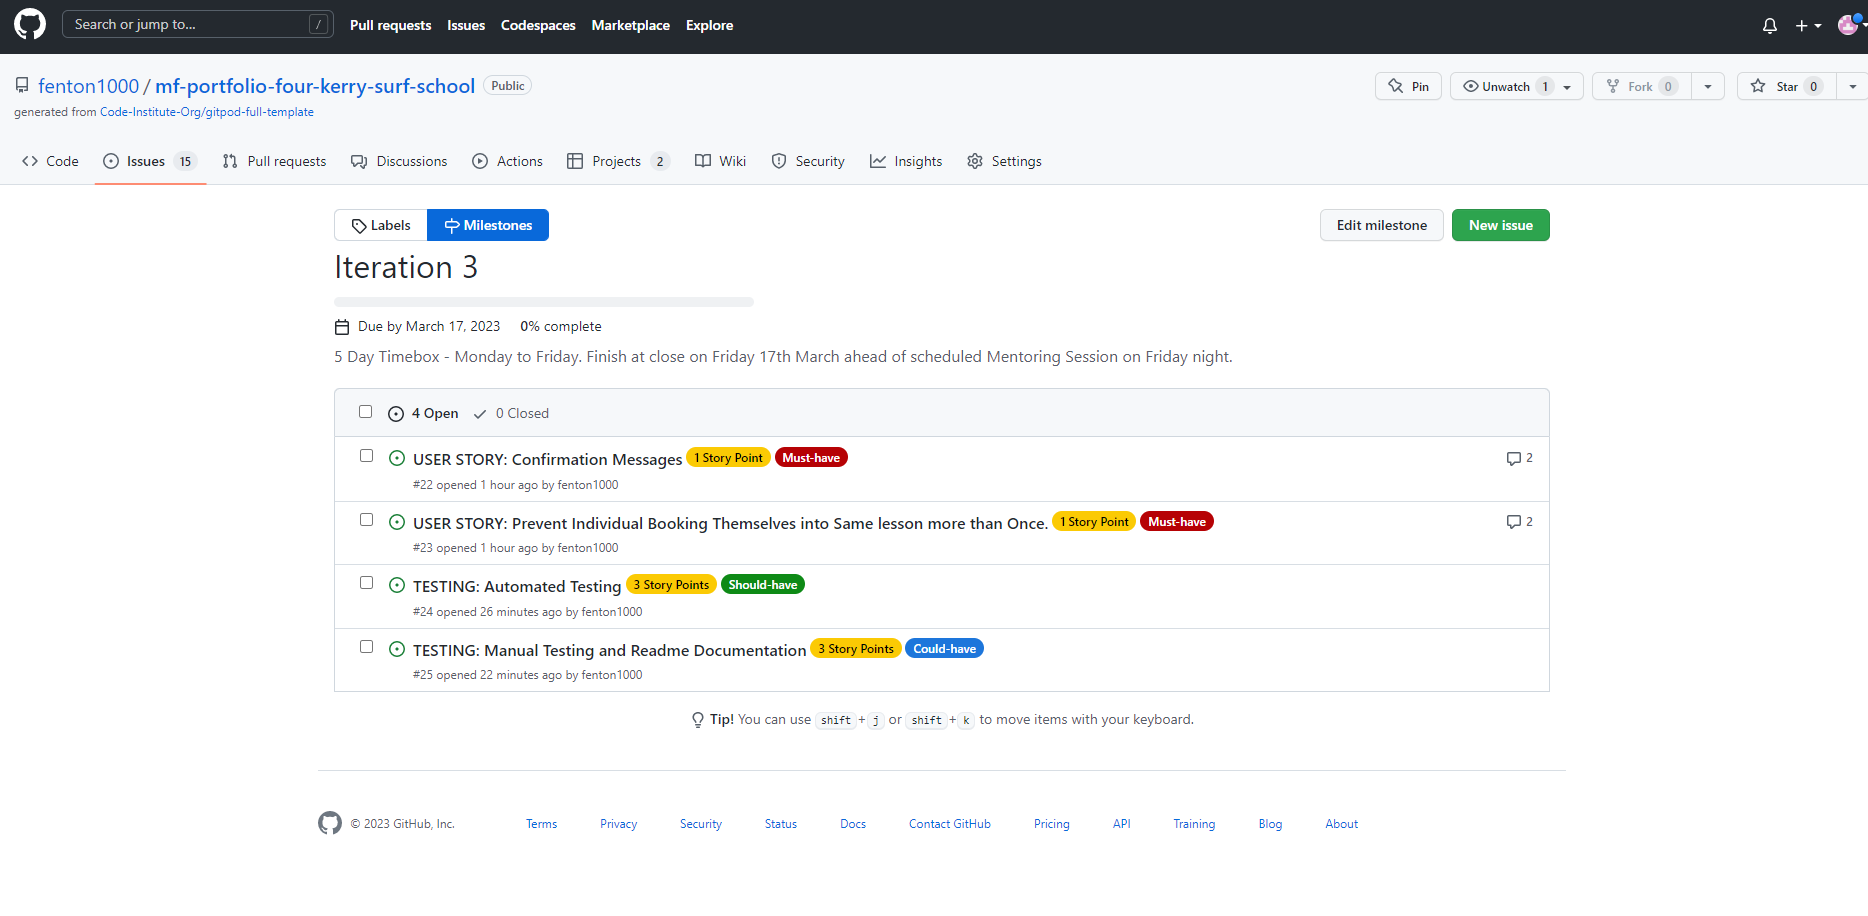 Search or jump to... /
Pull requests Issues Codespaces Marketplace Explore
fenton1000 / mf-portfolio-four-kerry-surf-school Public
Pin Unwatch 1 Fork 0 Star 0
generated from Code-Institute-Org/gitpod-full-template
Code Issues 15 Pull requests Discussions Actions Projects 2 Wiki Security Insights Settings
Labels Milestones Edit milestone New issue
Iteration 3
Due by March 17, 2023 0% complete
5 Day Timebox - Monday to Friday. Finish at close on Friday 17th March ahead of scheduled Mentoring Session on Friday night.
4 Open 0 Closed
USER STORY: Confirmation Messages 1 Story Point Must-have 2
#22 opened 1 hour ago by fenton1000
USER STORY: Prevent Individual Booking Themselves into Same lesson more than Once. 1 Story Point Must-have 2
#23 opened 1 hour ago by fenton1000
TESTING: Automated Testing 3 Story Points Should-have
#24 opened 26 minutes ago by fenton1000
TESTING: Manual Testing and Readme Documentation 3 Story Points Could-have
#25 opened 22 minutes ago by fenton1000
Tip! You can use shift + j or shift + k to move items with your keyboard.
© 2023 GitHub, Inc. Terms Privacy Security Status Docs Contact GitHub Pricing API Training Blog About